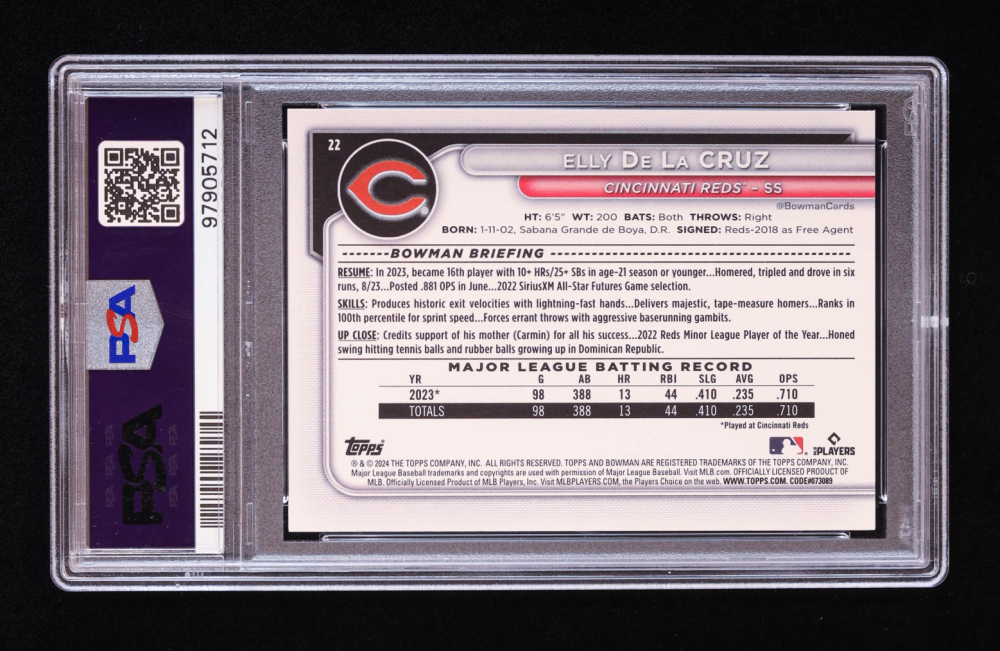 97905712
PSA
PSA
22
ELLY DE LA CRUZ
CINCINNATI REDS™ – SS
@BowmanCards
HT: 6'5" WT: 200 BATS: Both THROWS: Right
BORN: 1-11-02, Sabana Grande de Boya, D.R. SIGNED: Reds-2018 as Free Agent
BOWMAN BRIEFING
RESUME: In 2023, became 16th player with 10+ HRs/25+ SBs in age-21 season or younger...Homered, tripled and drove in six
runs, 8/23...Posted .881 OPS in June...2022 SiriusXM All-Star Futures Game selection.
SKILLS: Produces historic exit velocities with lightning-fast hands...Delivers majestic, tape-measure homers...Ranks in
100th percentile for sprint speed...Forces errant throws with aggressive baserunning gambits.
UP CLOSE: Credits support of his mother (Carmin) for all his success...2022 Reds Minor League Player of the Year...Honed
swing hitting tennis balls and rubber balls growing up in Dominican Republic.
MAJOR LEAGUE BATTING RECORD
YR G AB HR RBI SLG AVG OPS
2023* 98 388 13 44 .410 .235 .710
TOTALS 98 388 13 44 .410 .235 .710
*Played at Cincinnati Reds
Topps
MLB PLAYERS
® & © 2024 THE TOPPS COMPANY, INC. ALL RIGHTS RESERVED. TOPPS AND BOWMAN ARE REGISTERED TRADEMARKS OF THE TOPPS COMPANY, INC.
Major League Baseball trademarks and copyrights are used with permission of Major League Baseball. Visit MLB.com. OFFICIALLY LICENSED PRODUCT OF
MLB. Officially Licensed Product of MLB Players, Inc. Visit MLBPLAYERS.COM, the Players Choice on the web. WWW.TOPPS.COM. CODE#073089